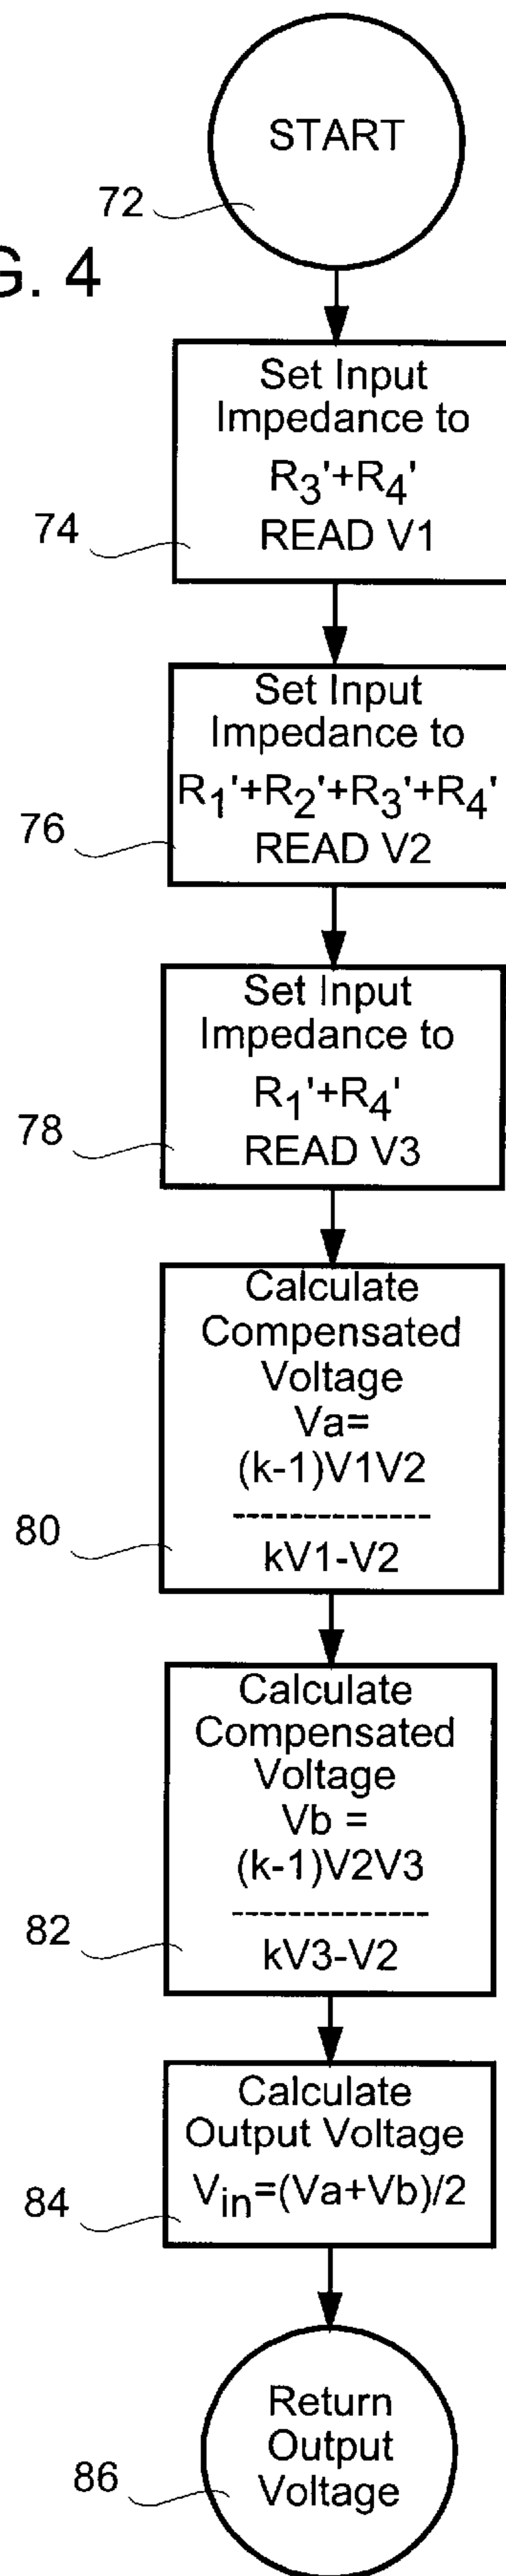 START
72
G. 4
Set Input
Impedance to
R3'+R4'
READ V1
74
Set Input
Impedance to
R1'+R2'+R3'+R4'
READ V2
76
Set Input
Impedance to
R1'+R4'
READ V3
78
Calculate
Compensated
Voltage
Va=
(k-1)V1V2
--------------
kV1-V2
80
Calculate
Compensated
Voltage
Vb =
(k-1)V2V3
--------------
kV3-V2
82
Calculate
Output Voltage
Vin=(Va+Vb)/2
84
Return
Output
Voltage
86